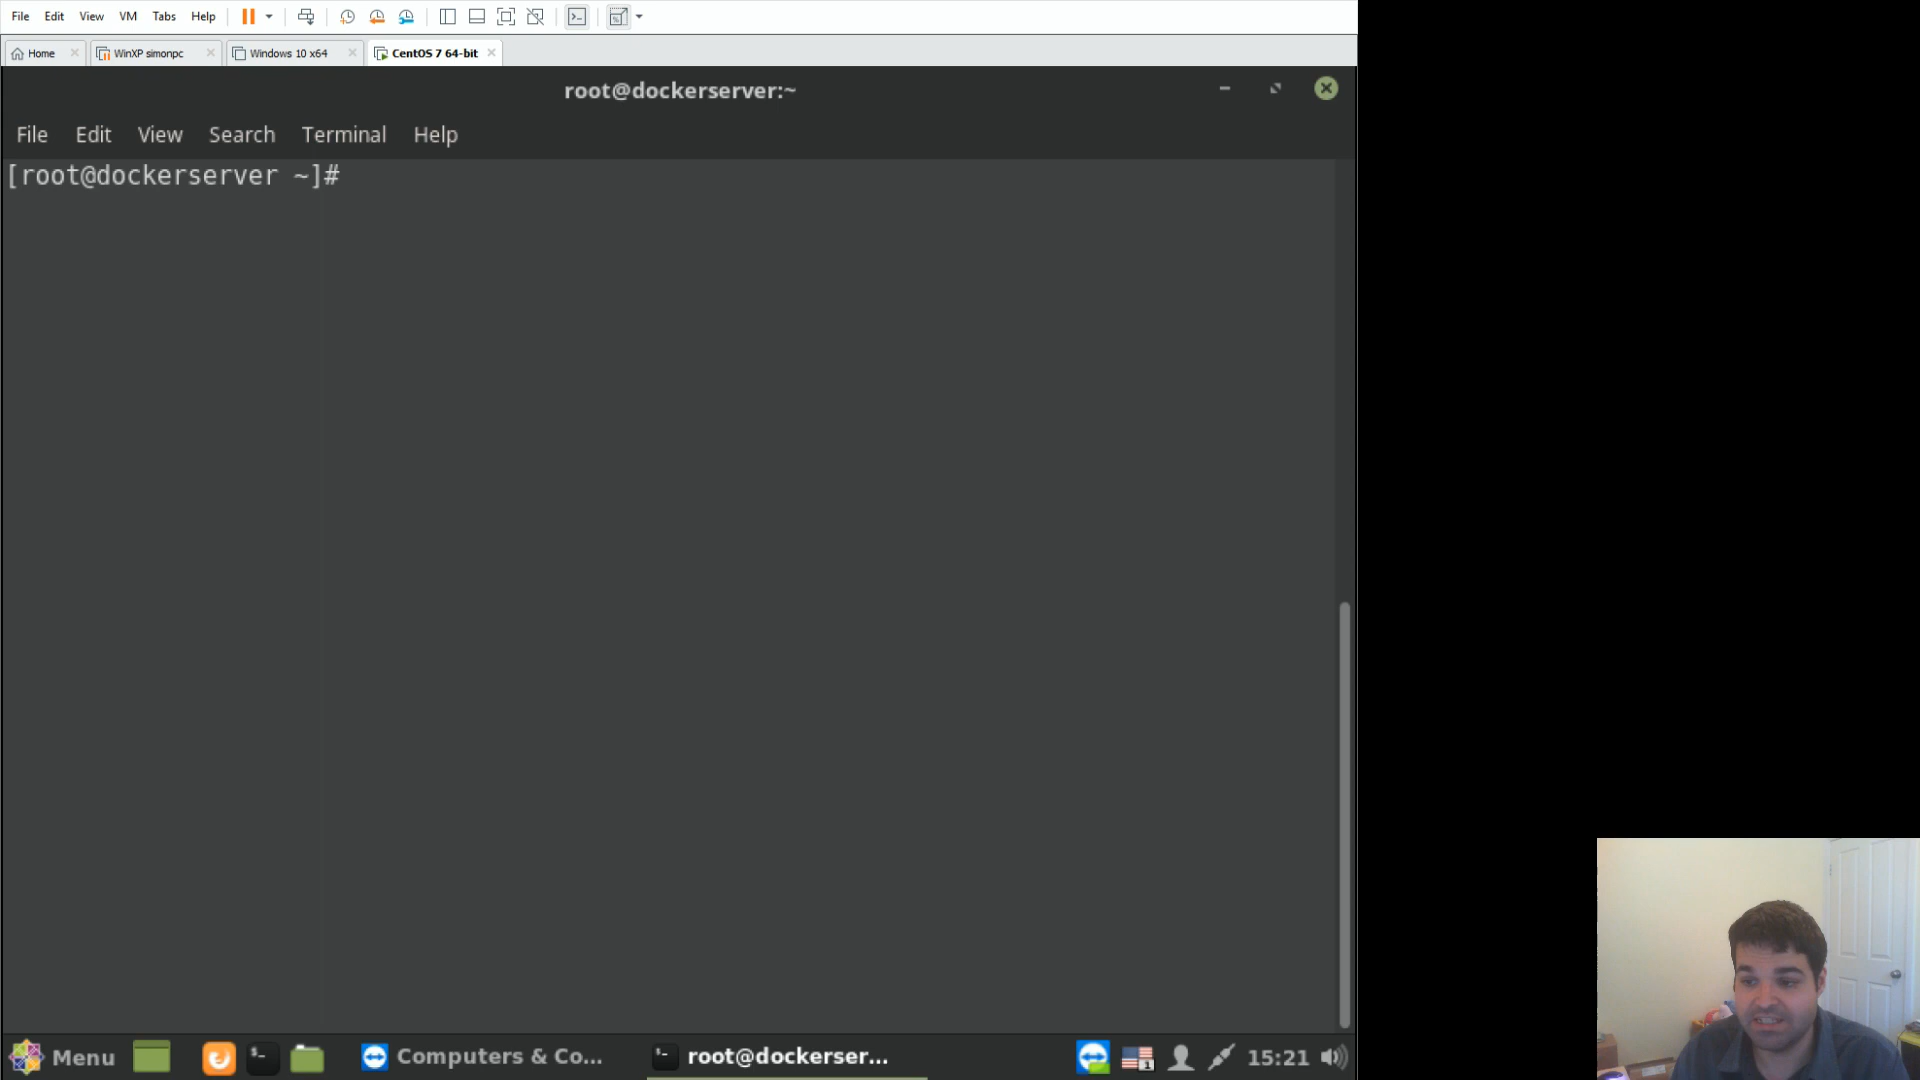 File Edit View VM Tabs Help
Home WinXP simonpc Windows 10 x64 CentOS 7 64-bit
root@dockerserver:~
File Edit View Search Terminal Help
[root@dockerserver ~]#
Menu Computers & Co... root@dockerser... 1 15:21